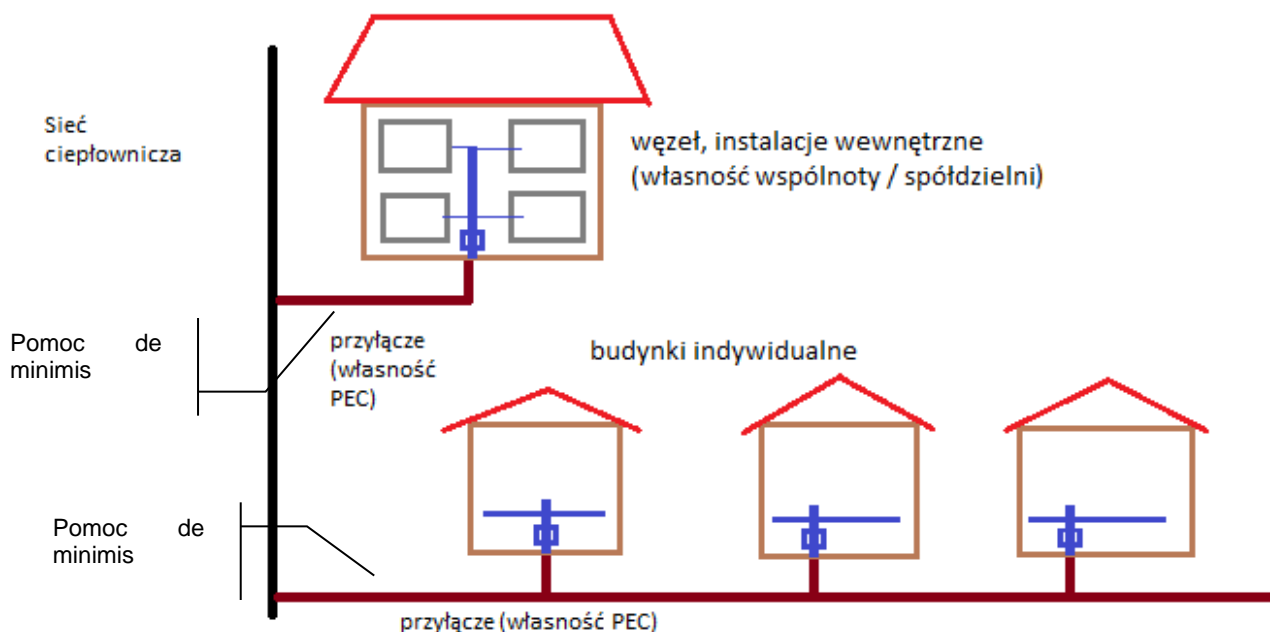 Sieć
ciepłownicza
węzeł, instalacje wewnętrzne
(własność wspólnoty / spółdzielni)
Pomoc de
minimis
przyłącze
(własność
PEC)
budynki indywidualne
Pomoc de
minimis
przyłącze (własność PEC)